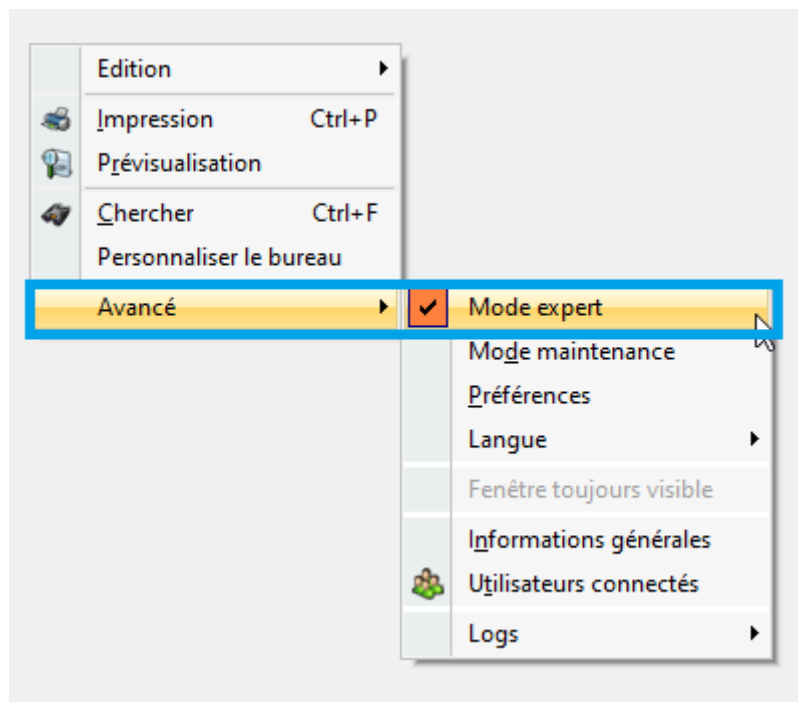 Edition
Impression Ctrl+P
Prévisualisation
Chercher Ctrl+F
Personnaliser le bureau
Avancé
Mode expert
Mode maintenance
Préférences
Langue
Fenêtre toujours visible
Informations générales
Utilisateurs connectés
Logs